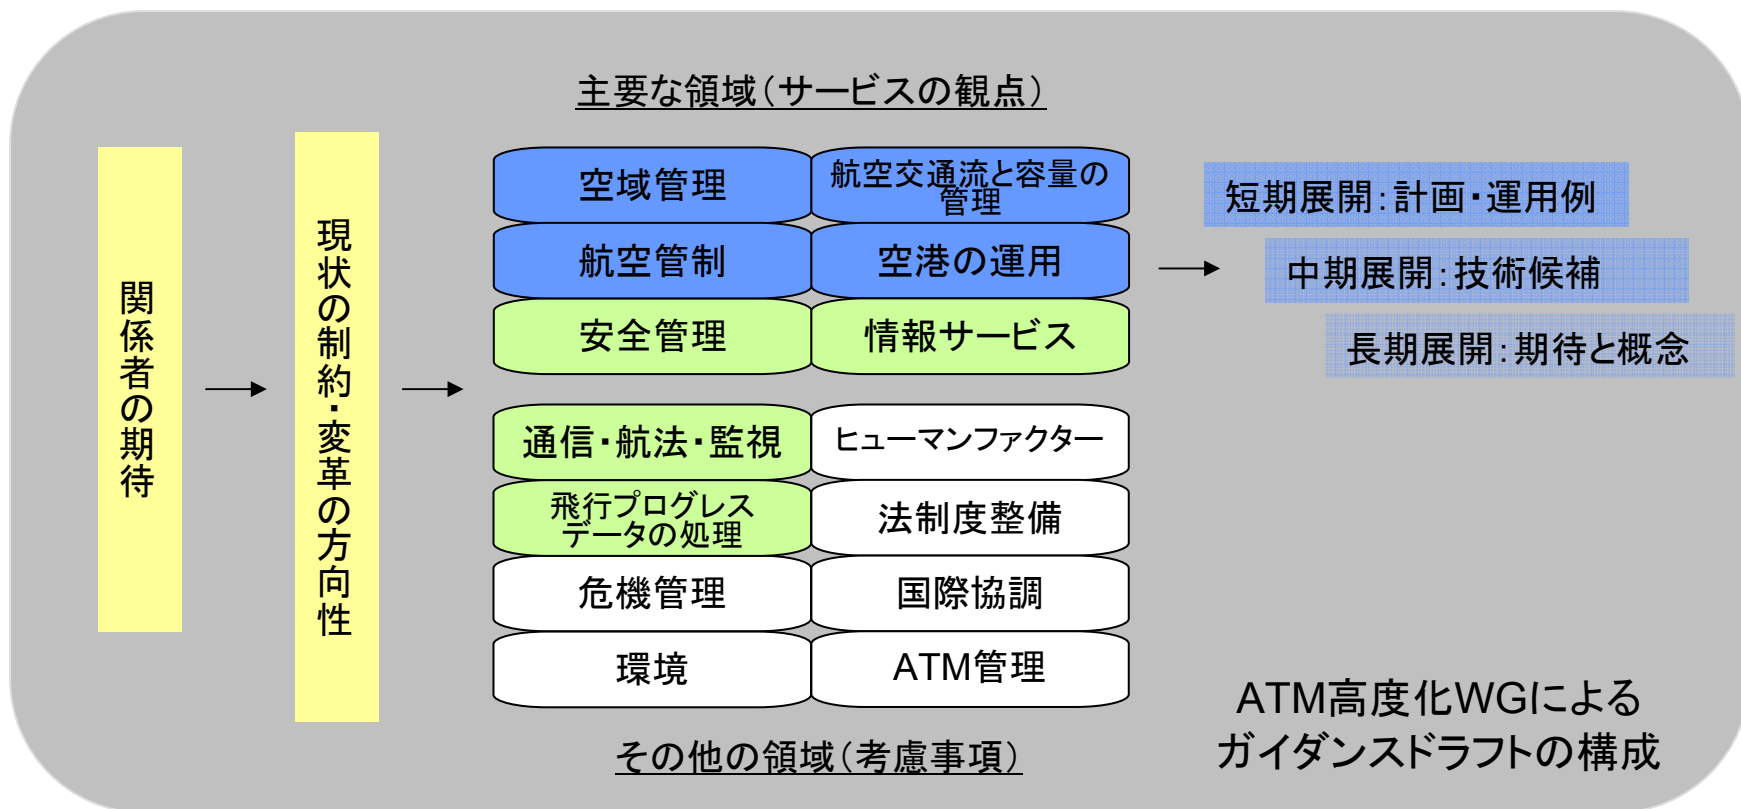 主要な領域（サービスの観点）
関係者の期待
現状の制約・変革の方向性
空域管理
航空交通流と容量の
管理
航空管制
空港の運用
安全管理
情報サービス
通信・航法・監視
ヒューマンファクター
飛行プログレス
データの処理
法制度整備
危機管理
国際協調
環境
ATM管理
その他の領域（考慮事項）
短期展開：計画・運用例
中期展開：技術候補
長期展開：期待と概念
ATM高度化WGによる
ガイダンスドラフトの構成